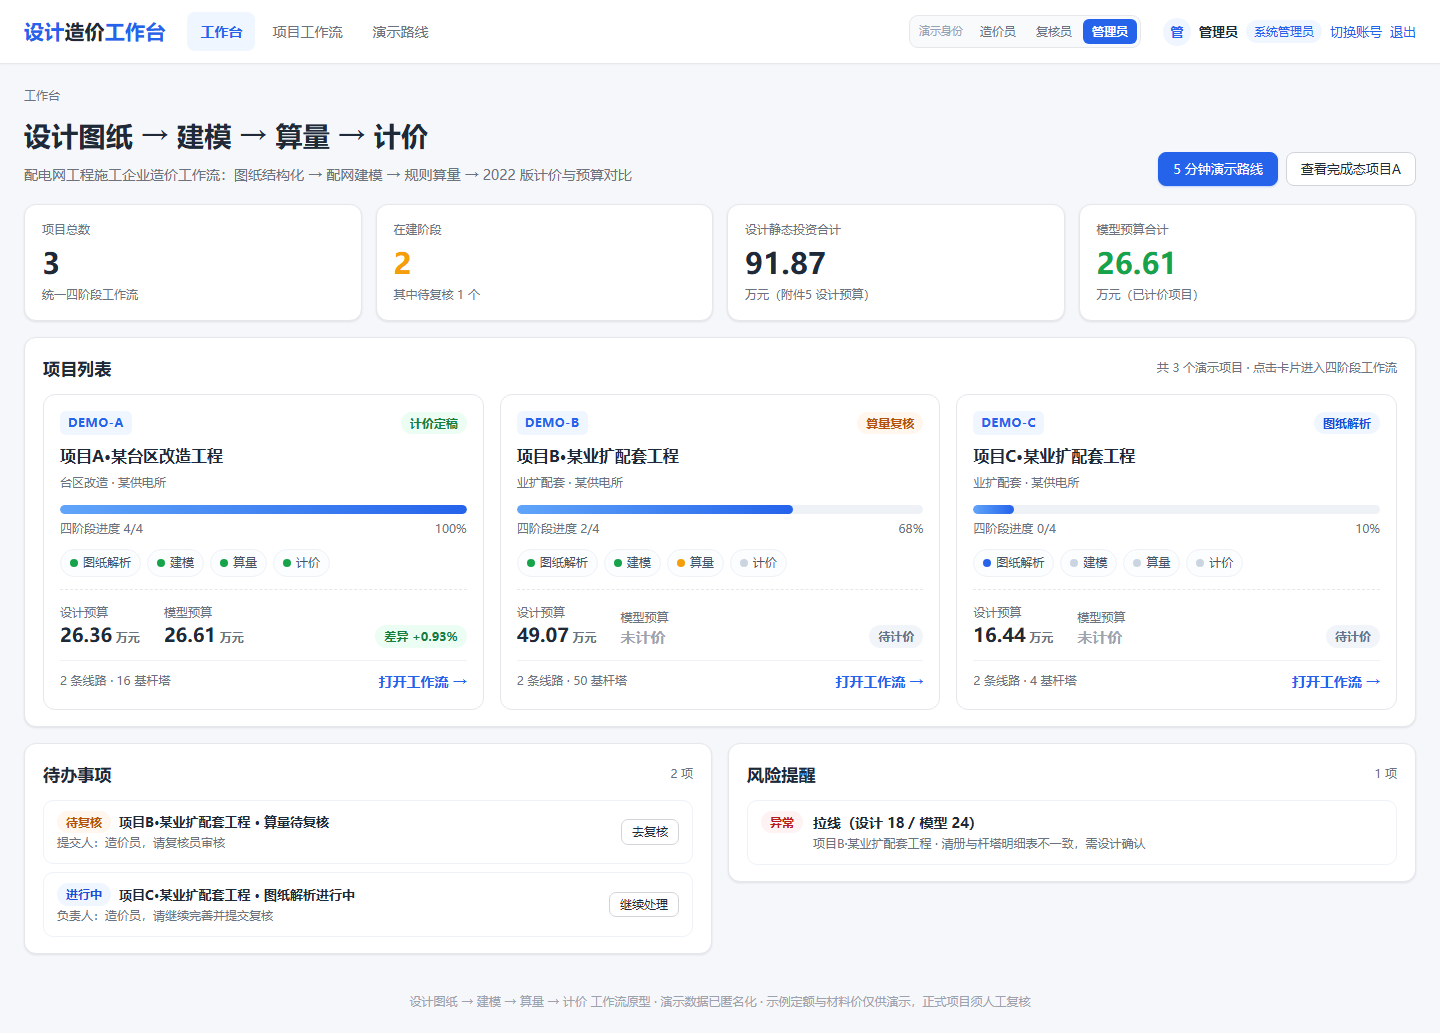 设计造价工作台
工作台
项目工作流
演示路线
演示身份
造价员
复核员
管理员
管
管理员
系统管理员
切换账号
退出
工作台
设计图纸 → 建模 → 算量 → 计价
配电网工程施工企业造价工作流：图纸结构化 → 配网建模 → 规则算量 → 2022 版计价与预算对比
5 分钟演示路线
查看完成态项目A
项目总数
3
统一四阶段工作流
在建阶段
2
其中待复核 1 个
设计静态投资合计
91.87
万元（附件5 设计预算）
模型预算合计
26.61
万元（已计价项目）
项目列表
共 3 个演示项目 · 点击卡片进入四阶段工作流
DEMO-A
计价定稿
项目A·某台区改造工程
台区改造 · 某供电所
四阶段进度 4/4
100%
图纸解析
建模
算量
计价
设计预算
26.36 万元
模型预算
26.61 万元
差异 +0.93%
2 条线路 · 16 基杆塔
打开工作流 →
DEMO-B
算量复核
项目B·某业扩配套工程
业扩配套 · 某供电所
四阶段进度 2/4
68%
图纸解析
建模
算量
计价
设计预算
49.07 万元
模型预算
未计价
待计价
2 条线路 · 50 基杆塔
打开工作流 →
DEMO-C
图纸解析
项目C·某业扩配套工程
业扩配套 · 某供电所
四阶段进度 0/4
10%
图纸解析
建模
算量
计价
设计预算
16.44 万元
模型预算
未计价
待计价
2 条线路 · 4 基杆塔
打开工作流 →
待办事项
2 项
待复核
项目B·某业扩配套工程 · 算量待复核
提交人：造价员，请复核员审核
去复核
进行中
项目C·某业扩配套工程 · 图纸解析进行中
负责人：造价员，请继续完善并提交复核
继续处理
风险提醒
1 项
异常
拉线（设计 18 / 模型 24）
项目B·某业扩配套工程 · 清册与杆塔明细表不一致，需设计确认
设计图纸 → 建模 → 算量 → 计价 工作流原型 · 演示数据已匿名化 · 示例定额与材料价仅供演示，正式项目须人工复核